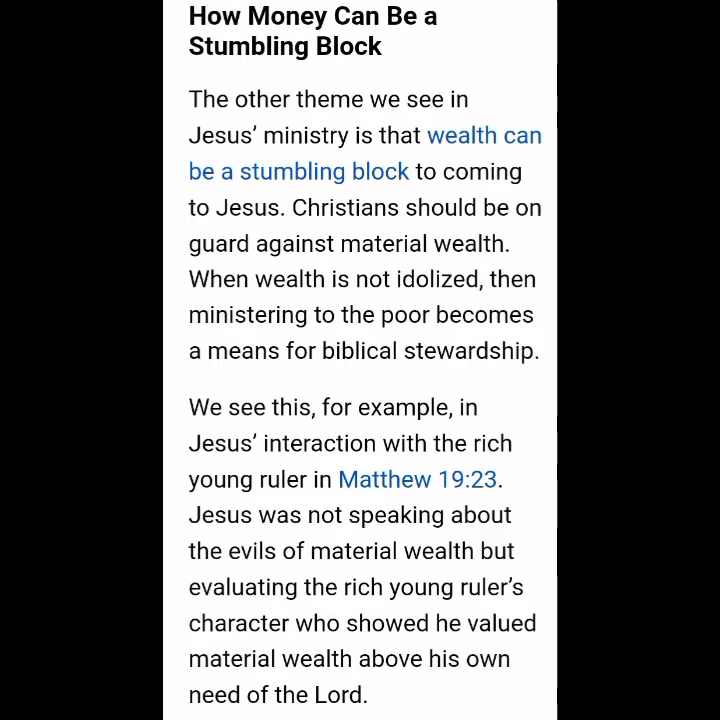 How Money Can Be a
Stumbling Block
The other theme we see in
Jesus’ ministry is that wealth can
be a stumbling block to coming
to Jesus. Christians should be on
guard against material wealth.
When wealth is not idolized, then
ministering to the poor becomes
a means for biblical stewardship.
We see this, for example, in
Jesus’ interaction with the rich
young ruler in Matthew 19:23.
Jesus was not speaking about
the evils of material wealth but
evaluating the rich young ruler’s
character who showed he valued
material wealth above his own
need of the Lord.